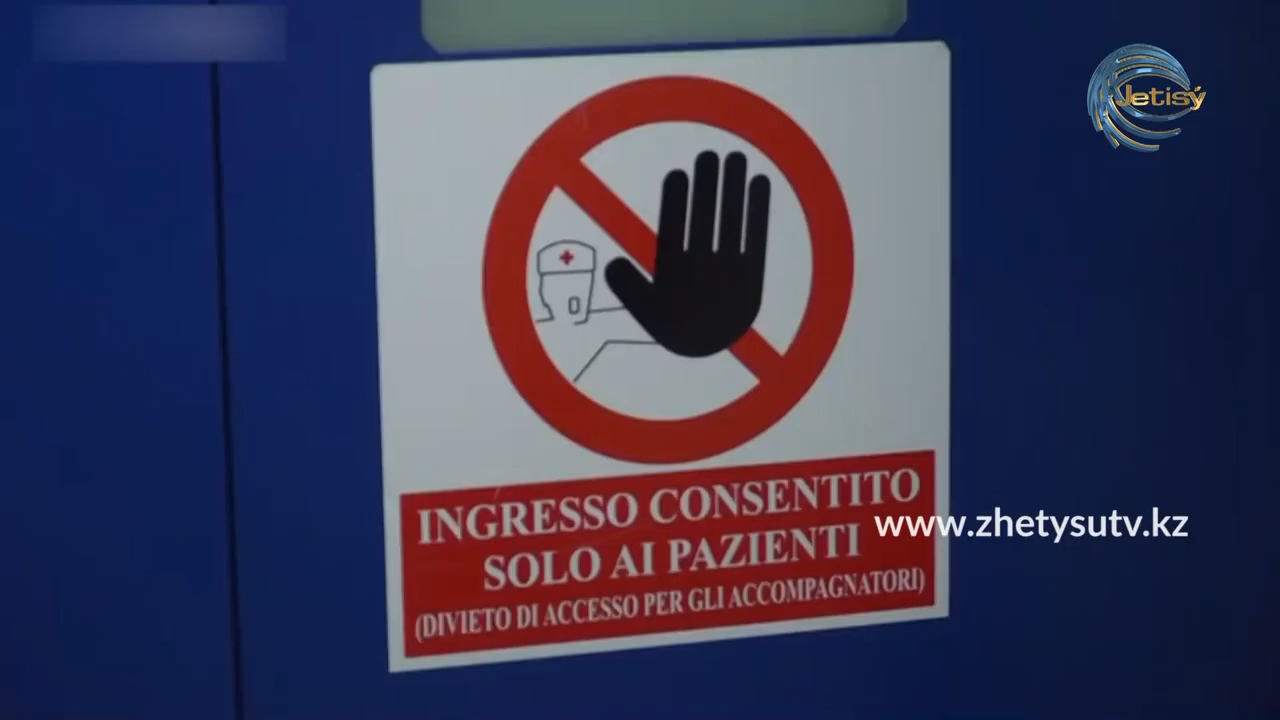 Jetisý
INGRESSO CONSENTITO
SOLO AI PAZIENTI
(DIVIETO DI ACCESSO PER GLI ACCOMPAGNATORI)
www.zhetysutv.kz